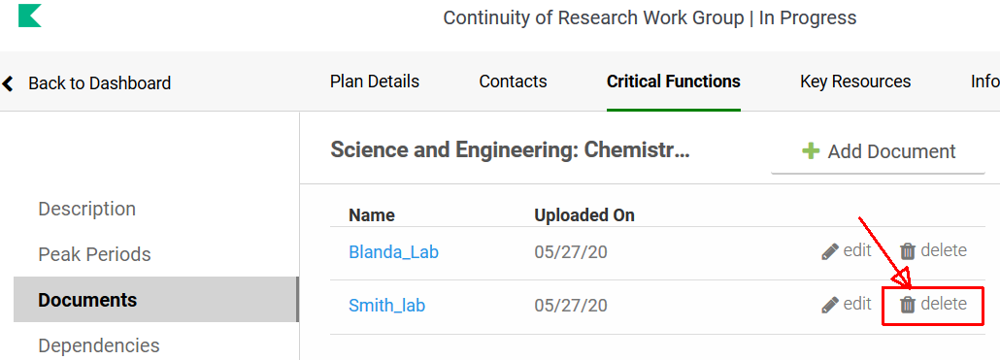 Continuity of Research Work Group | In Progress
Back to Dashboard
Plan Details Contacts Critical Functions Key Resources Info
Science and Engineering: Chemistr...
Add Document
Description
Peak Periods
Documents
Dependencies
Name Uploaded On
Blanda_Lab 05/27/20 edit delete
Smith_lab 05/27/20 edit delete